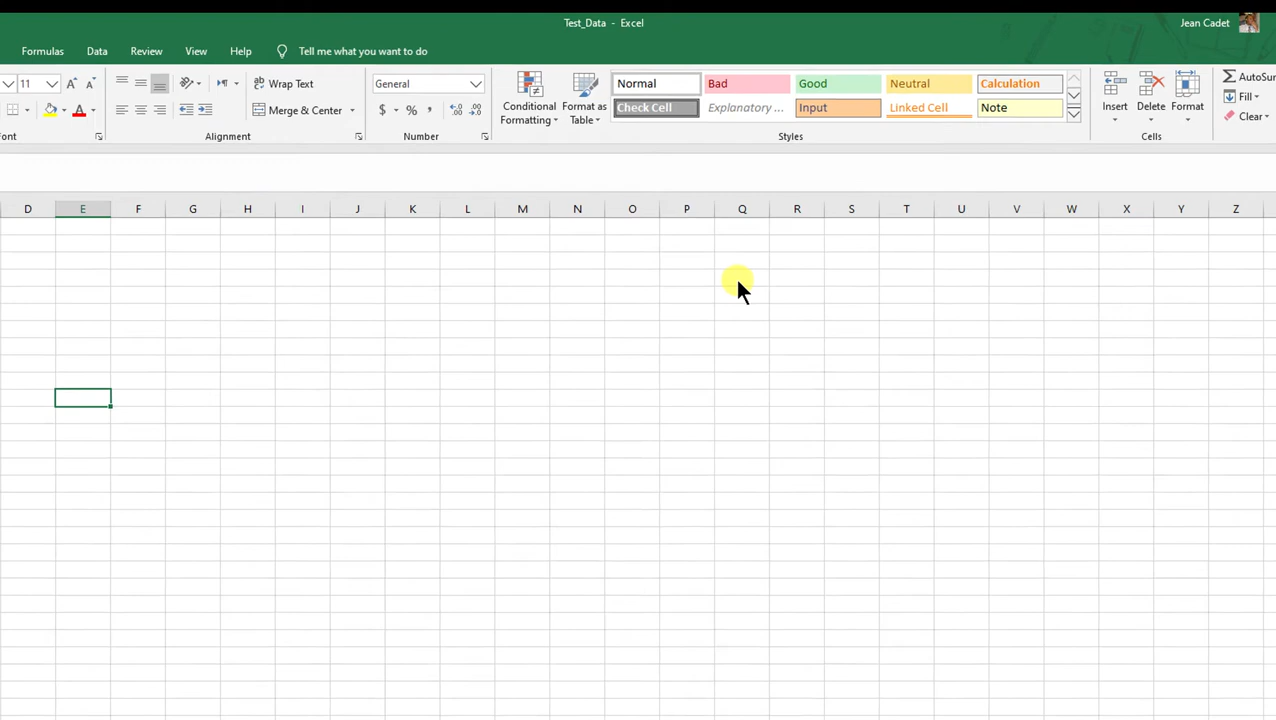 Test_Data - Excel
Jean Cadet
Formulas Data Review View Help Tell me what you want to do
11 Wrap Text General Normal Bad Good Neutral Calculation
Merge & Center $ % , Check Cell Explanatory ... Input Linked Cell Note
Conditional Formatting
Format as Table
Insert Delete Format
AutoSu
Fill
Clear
Alignment Number Styles Cells
D E F G H I J K L M N O P Q R S T U V W X Y Z